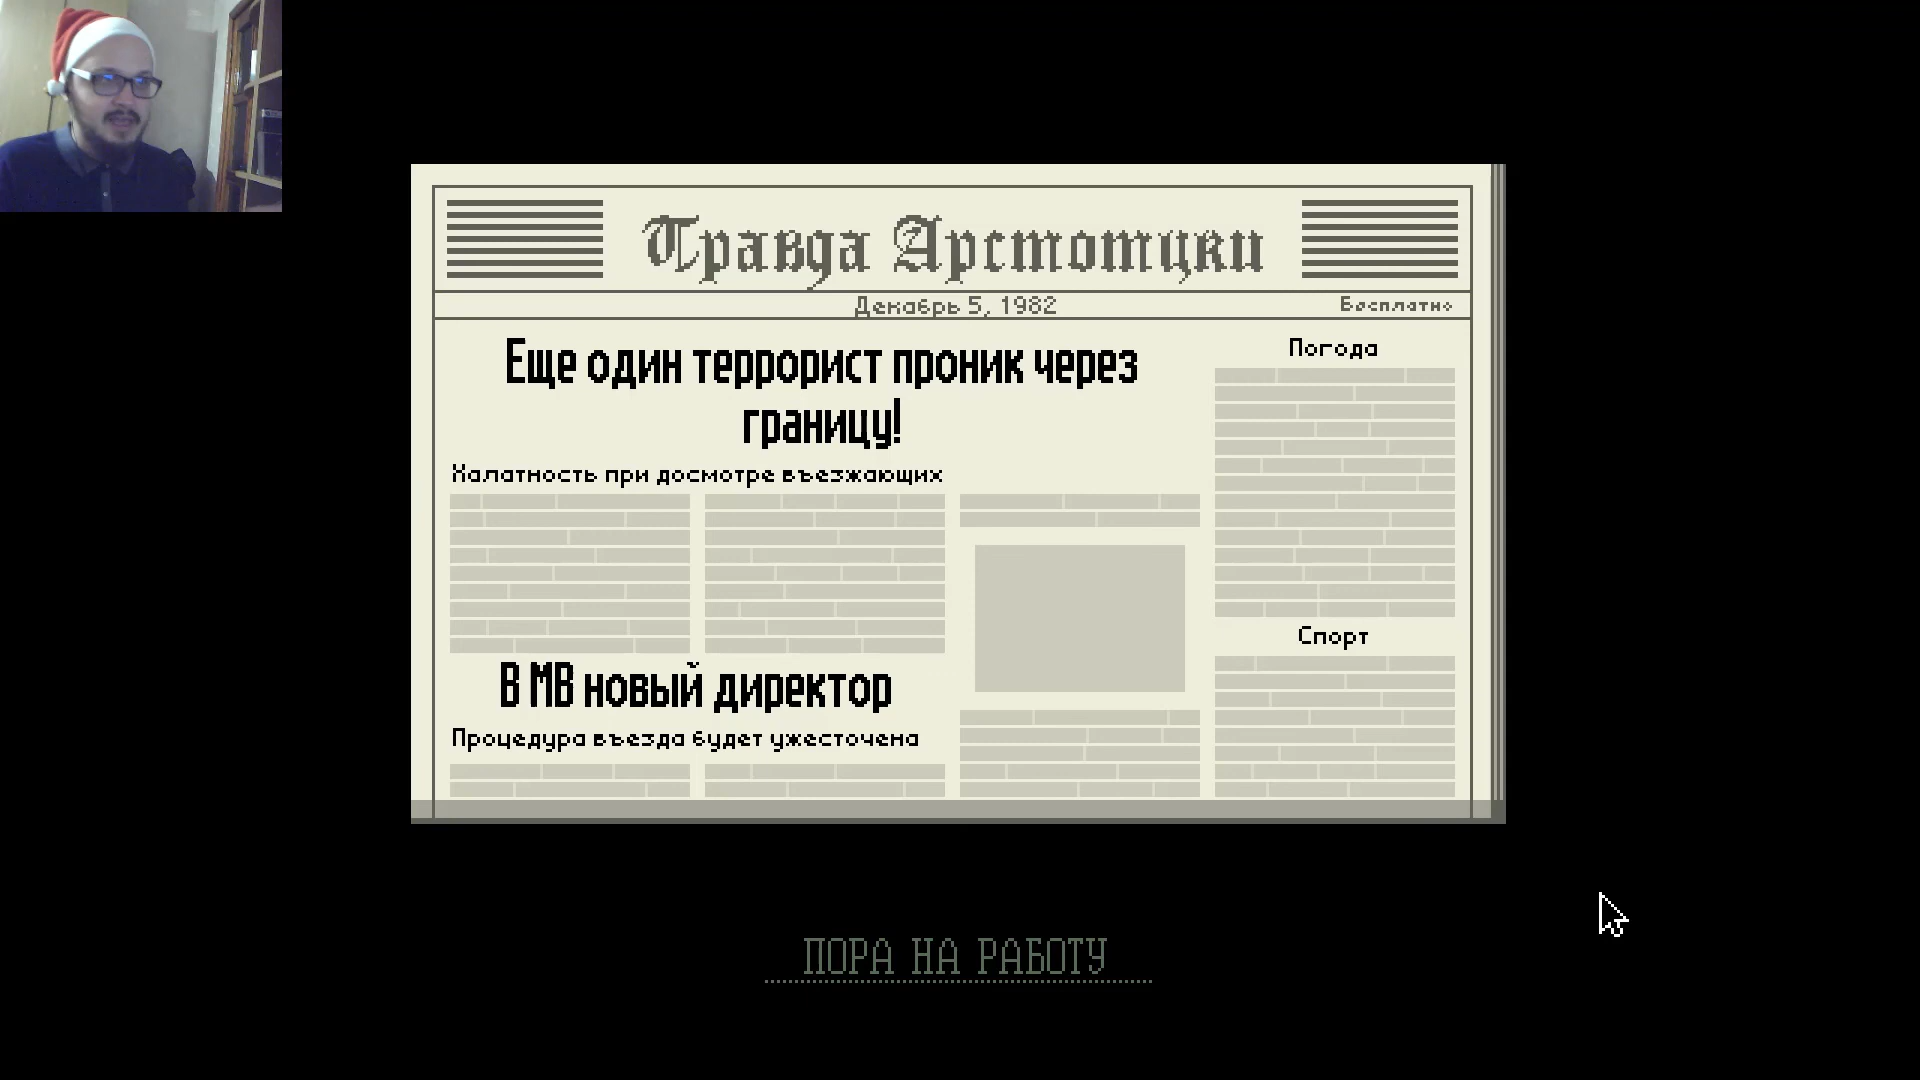 Правда Арстотцки
Декабрь 5, 1982
Бесплатно
Еще один террорист проник через
границу!
Халатность при досмотре въезжающих
В МВ новый директор
Процедура въезда будет ужесточена
Погода
Спорт
ПОРА НА РАБОТУ